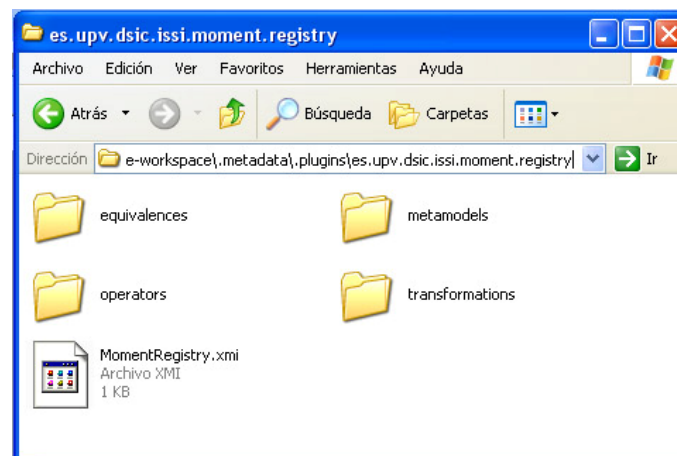 es.upv.dsic.issi.moment.registry
Archivo Edición Ver Favoritos Herramientas Ayuda
Atrás Búsqueda Carpetas
Dirección e-workspace\.metadata\.plugins\es.upv.dsic.issi.moment.registry Ir
equivalences metamodels
operators transformations
MomentRegistry.xmi
Archivo XMI
1 KB